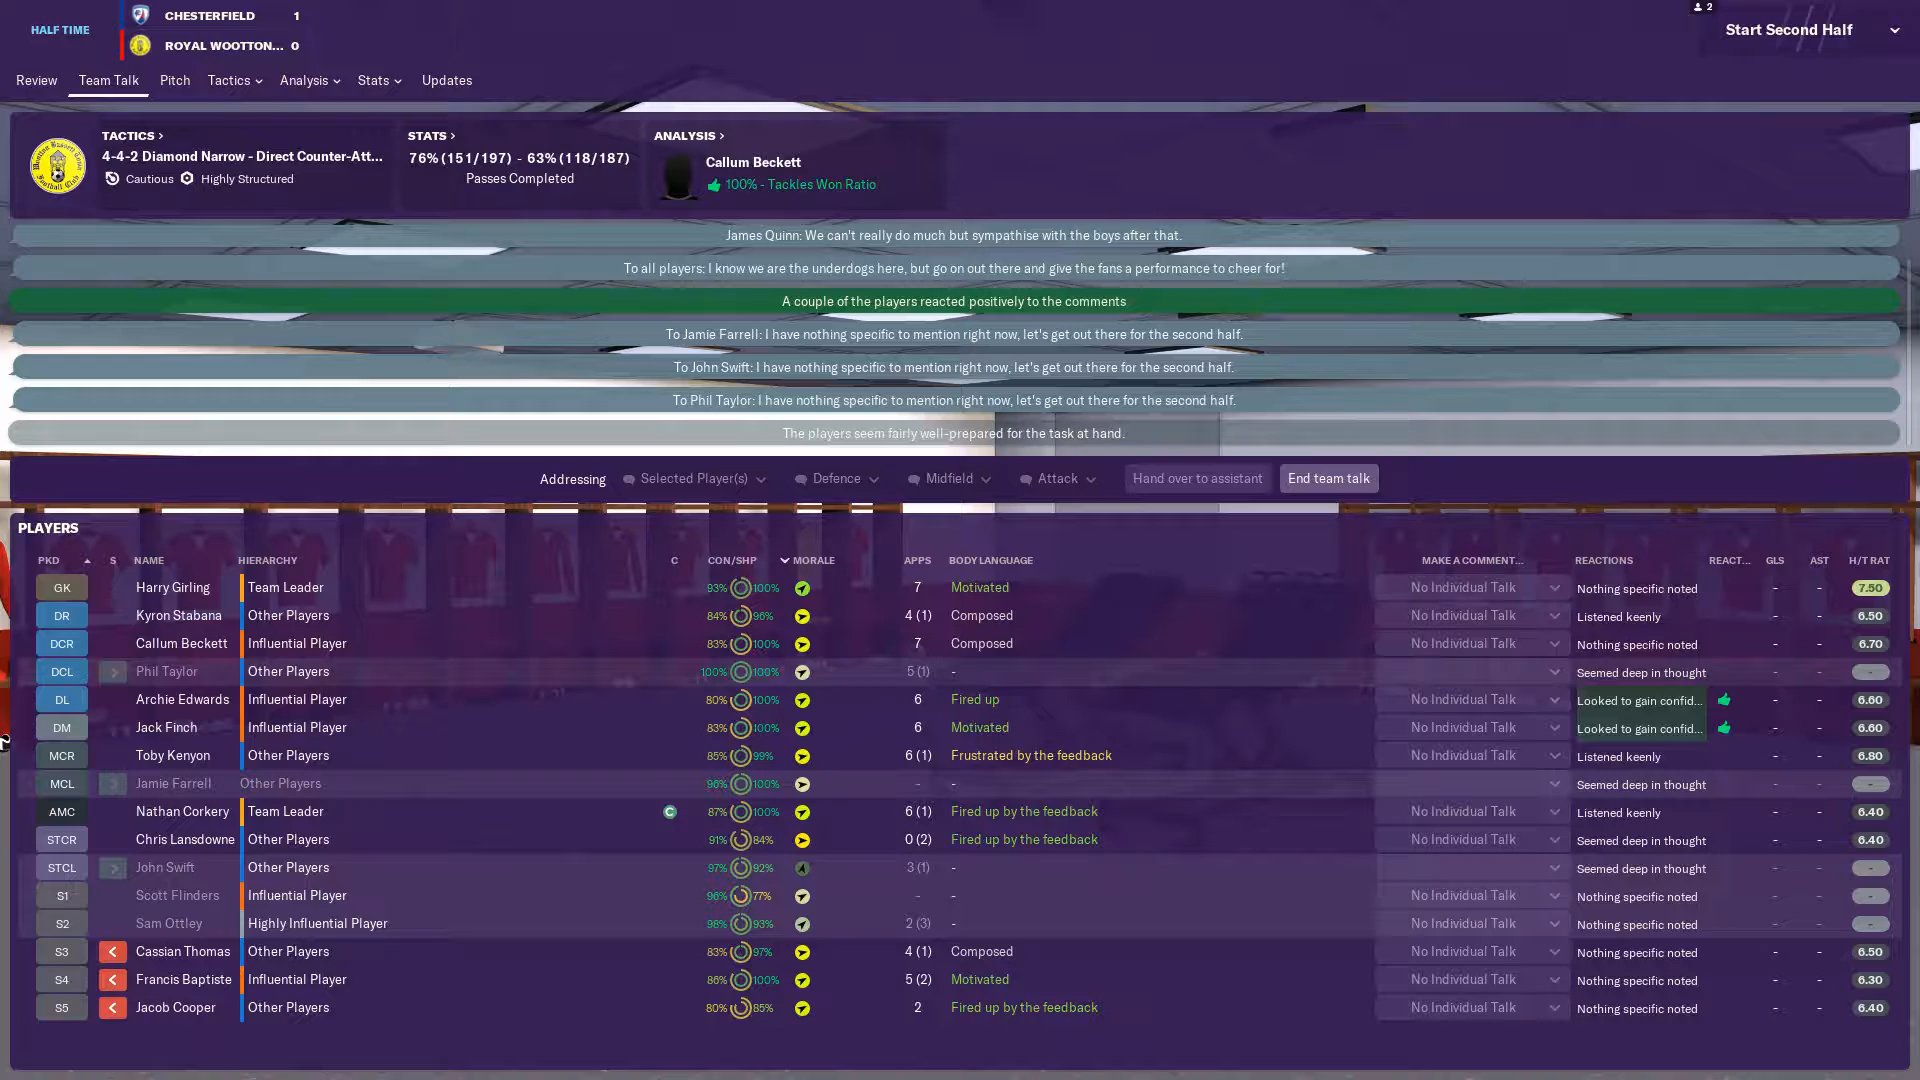 HALF TIME
CHESTERFIELD 1
ROYAL WOOTTON... 0
2
Start Second Half
Review Team Talk Pitch Tactics Analysis Stats Updates
TACTICS >
4-4-2 Diamond Narrow - Direct Counter-Att...
Cautious Highly Structured
STATS >
76% (151/197) - 63% (118/187)
Passes Completed
ANALYSIS >
Callum Beckett
100% - Tackles Won Ratio
James Quinn: We can't really do much but sympathise with the boys after that.
To all players: I know we are the underdogs here, but go on out there and give the fans a performance to cheer for!
A couple of the players reacted positively to the comments
To Jamie Farrell: I have nothing specific to mention right now, let's get out there for the second half.
To John Swift: I have nothing specific to mention right now, let's get out there for the second half.
To Phil Taylor: I have nothing specific to mention right now, let's get out there for the second half.
The players seem fairly well-prepared for the task at hand.
Addressing Selected Player(s) Defence Midfield Attack Hand over to assistant End team talk
PLAYERS
PKD S NAME HIERARCHY C CON/SHP MORALE APPS BODY LANGUAGE MAKE A COMMENT... REACTIONS REACT... GLS AST H/T RAT
GK Harry Girling Team Leader 93% 100% 7 Motivated No Individual Talk Nothing specific noted - - 7.50
DR Kyron Stabana Other Players 84% 96% 4 (1) Composed No Individual Talk Listened keenly - - 6.50
DCR Callum Beckett Influential Player 83% 100% 7 Composed No Individual Talk Nothing specific noted - - 6.70
DCL Phil Taylor Other Players 100% 100% 5 (1) - Seemed deep in thought - - -
DL Archie Edwards Influential Player 80% 100% 6 Fired up No Individual Talk Looked to gain confid... - - 6.60
DM Jack Finch Influential Player 83% 100% 6 Motivated No Individual Talk Looked to gain confid... - - 6.60
MCR Toby Kenyon Other Players 85% 99% 6 (1) Frustrated by the feedback No Individual Talk Listened keenly - - 6.80
MCL Jamie Farrell Other Players 96% 100% - - Seemed deep in thought - - -
AMC Nathan Corkery Team Leader C 87% 100% 6 (1) Fired up by the feedback No Individual Talk Listened keenly - - 6.40
STCR Chris Lansdowne Other Players 91% 84% 0 (2) Fired up by the feedback No Individual Talk Seemed deep in thought - - 6.40
STCL John Swift Other Players 97% 92% 3 (1) - Seemed deep in thought - - -
S1 Scott Flinders Influential Player 96% 77% - - No Individual Talk Nothing specific noted - - -
S2 Sam Ottley Highly Influential Player 98% 93% 2 (3) - No Individual Talk Nothing specific noted - - -
S3 Cassian Thomas Other Players 83% 97% 4 (1) Composed No Individual Talk Nothing specific noted - - 6.50
S4 Francis Baptiste Influential Player 86% 100% 5 (2) Motivated No Individual Talk Nothing specific noted - - 6.30
S5 Jacob Cooper Other Players 80% 85% 2 Fired up by the feedback No Individual Talk Nothing specific noted - - 6.40